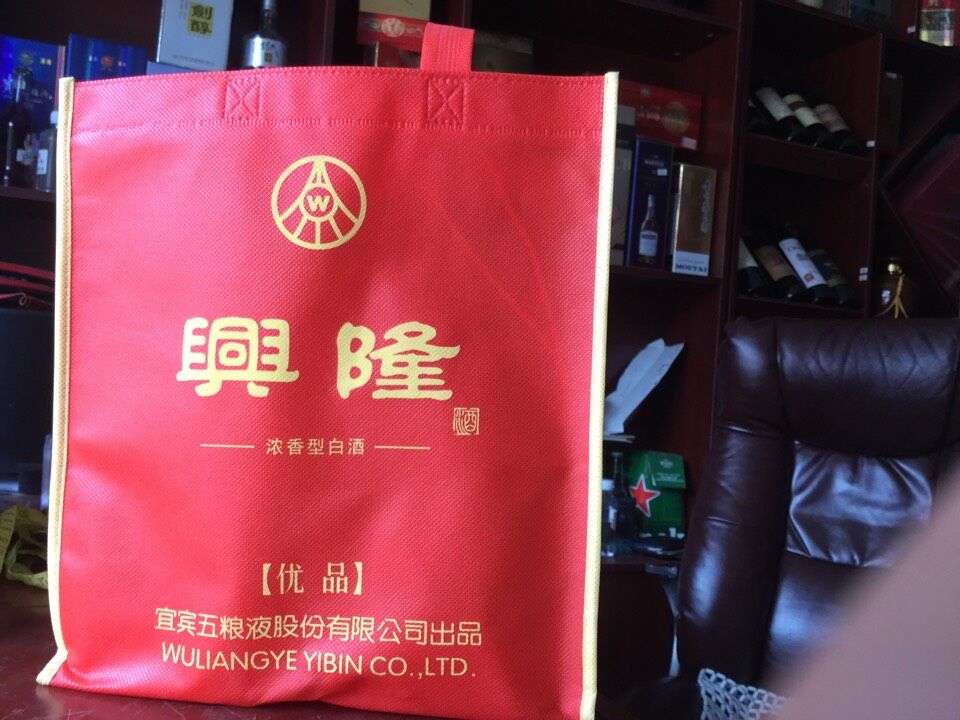 W
興隆
酒
浓香型白酒
【优品】
宜宾五粮液股份有限公司出品
WULIANGYE YIBIN CO.,LTD.